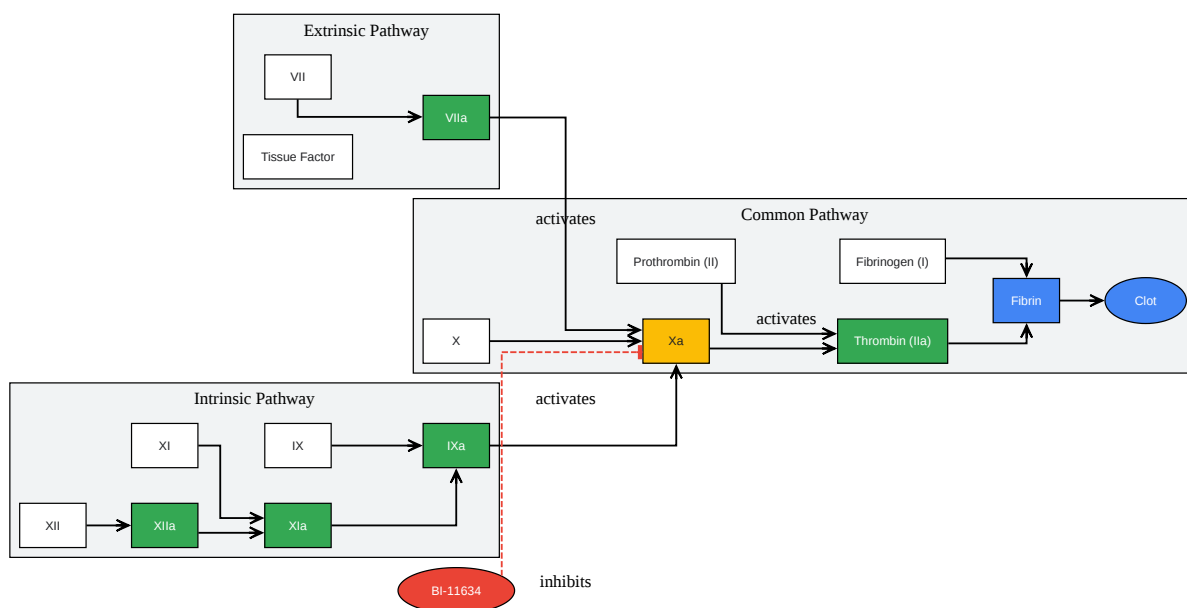 Extrinsic Pathway
VII
VIIa
Tissue Factor
activates
Common Pathway
Prothrombin (II)
Fibrinogen (I)
Fibrin
Clot
activates
X
Xa
Thrombin (IIa)
activates
Intrinsic Pathway
XI
IX
IXa
XII
XIIa
XIa
BI-11634
inhibits